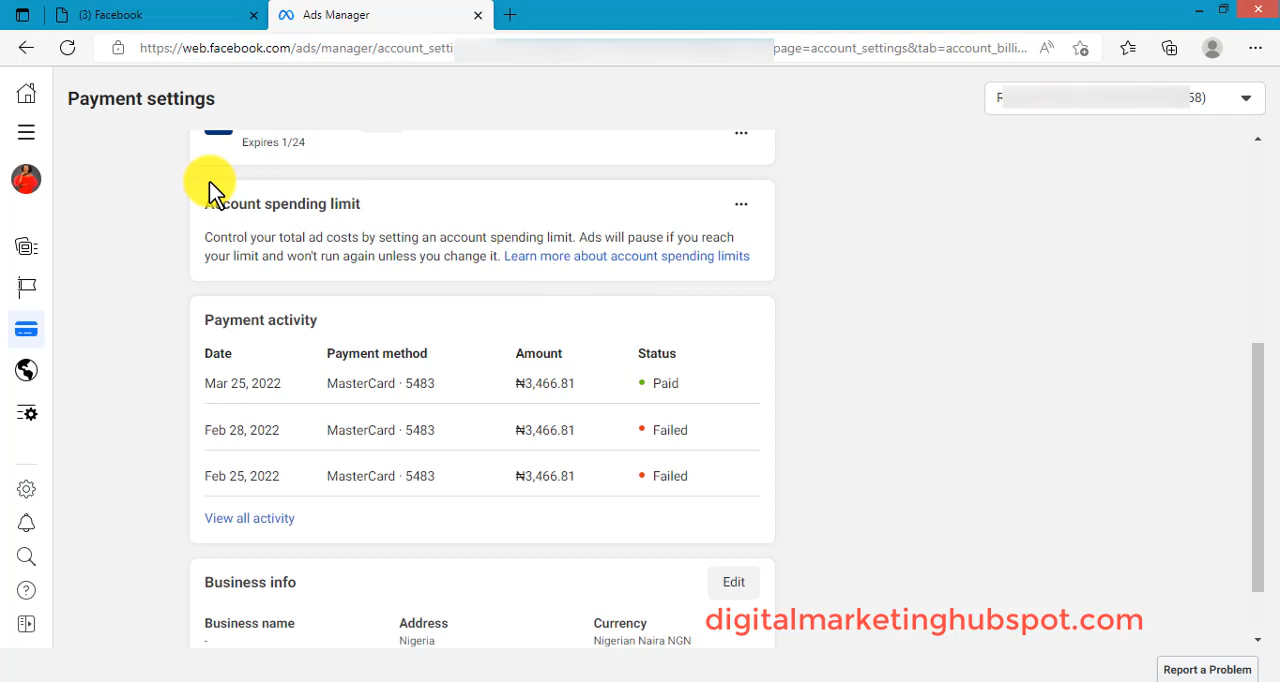 (3) Facebook
Ads Manager
https://web.facebook.com/ads/manager/account_setti
page=account_settings&tab=account_billi...
Payment settings
58)
Expires 1/24
Account spending limit
Control your total ad costs by setting an account spending limit. Ads will pause if you reach
your limit and won't run again unless you change it. Learn more about account spending limits
Payment activity
Date Payment method Amount Status
Mar 25, 2022 MasterCard · 5483 ₦3,466.81 Paid
Feb 28, 2022 MasterCard · 5483 ₦3,466.81 Failed
Feb 25, 2022 MasterCard · 5483 ₦3,466.81 Failed
View all activity
Business info
Edit
Business name Address Currency
- Nigeria Nigerian Naira NGN
digitalmarketinghubspot.com
Report a Problem